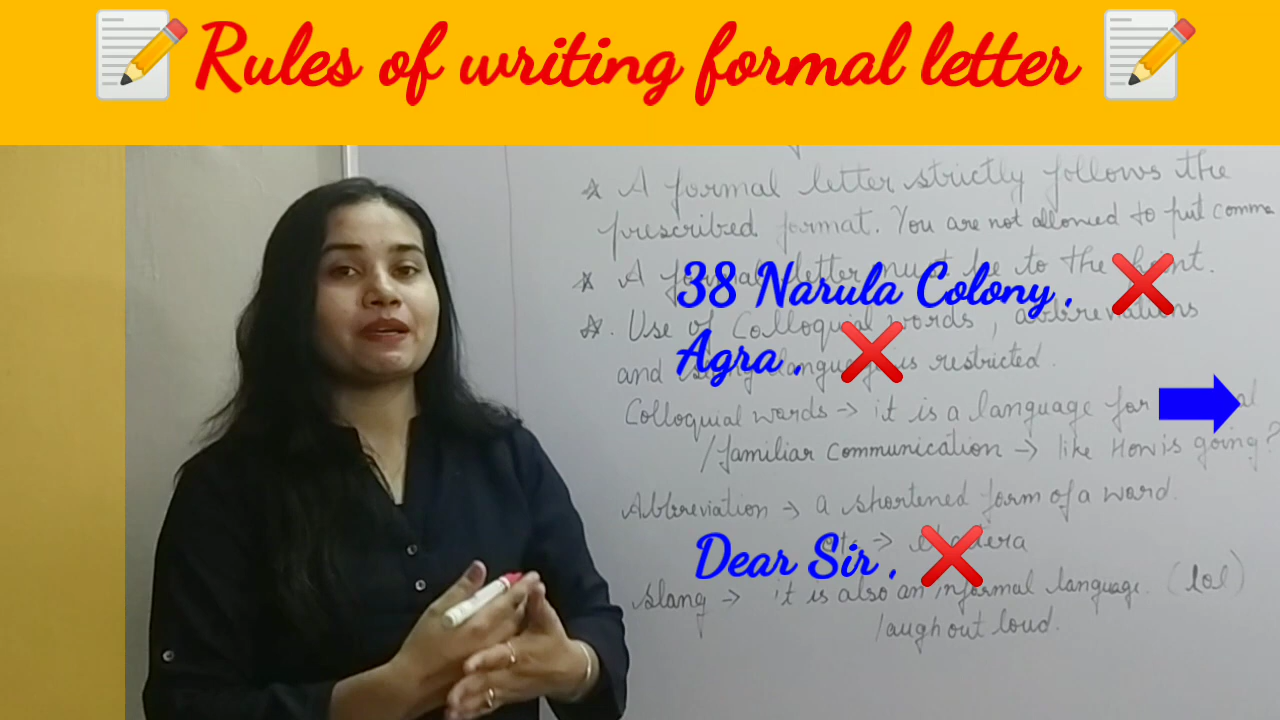 Rules of writing formal letter
☆ A formal letter strictly follows the
prescribed format. You are not allowed to put comma
☆ A formal letter must be to the point.
38 Narula Colony ,
☆. Use of Colloquial words, abbreviations
Agra ,
and slang language is restricted.
Colloquial words → it is a language for
/familiar communication → like How is going?
Abbreviation → a shortened form of a word.
etc → etcetera
Dear Sir ,
slang → it is also an informal language. (lol)
laugh out loud.